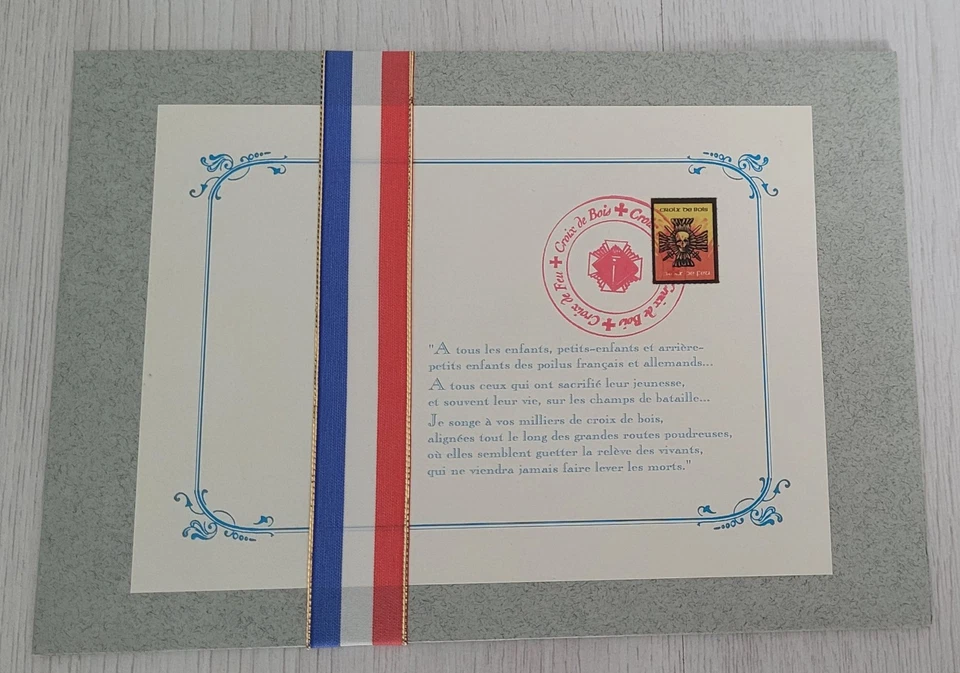 Croix de Bois ✚ Croix de Bois ✚ Croix de Feu ✚
CROIX DE BOIS
"A tous les enfants, petits-enfants et arrière-
petits enfants des poilus français et allemands...
A tous ceux qui ont sacrifié leur jeunesse,
et souvent leur vie, sur les champs de bataille...
Je songe à vos milliers de croix de bois,
alignées tout le long des grandes routes poudreuses,
où elles semblent guetter la relève des vivants,
qui ne viendra jamais faire lever les morts."